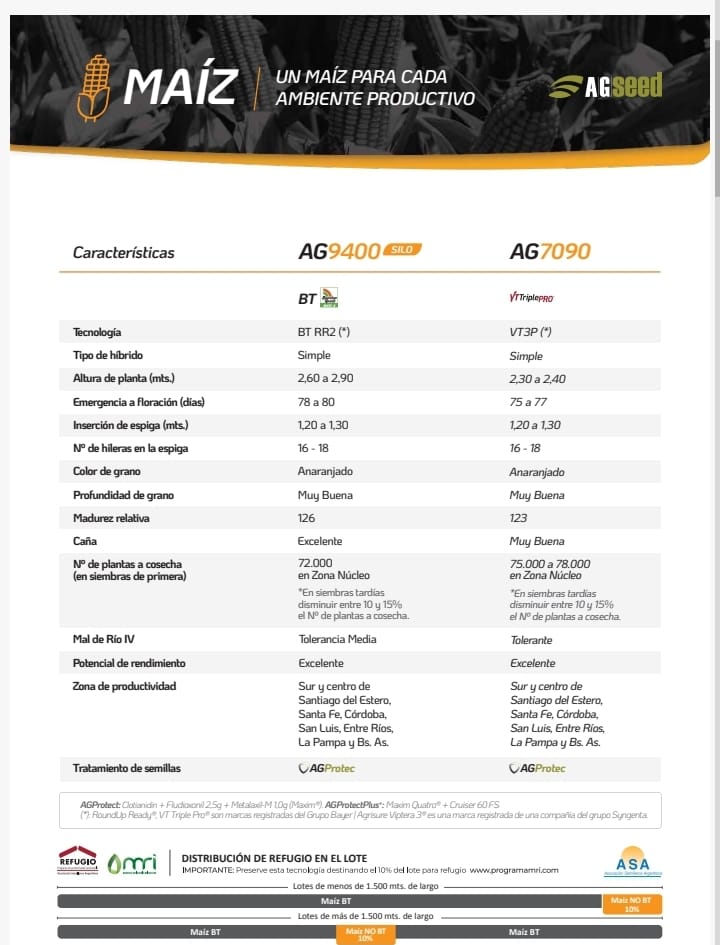 MAÍZ
UN MAÍZ PARA CADA
AMBIENTE PRODUCTIVO
AGseed
Características AG9400 SILO AG7090
BT VTTriplePRO
Tecnología BT RR2 (*) VT3P (*)
Tipo de híbrido Simple Simple
Altura de planta (mts.) 2,60 a 2,90 2,30 a 2,40
Emergencia a floración (días) 78 a 80 75 a 77
Inserción de espiga (mts.) 1,20 a 1,30 1,20 a 1,30
Nº de hileras en la espiga 16 - 18 16 - 18
Color de grano Anaranjado Anaranjado
Profundidad de grano Muy Buena Muy Buena
Madurez relativa 126 123
Caña Excelente Muy Buena
Nº de plantas a cosecha 72.000 75.000 a 78.000
(en siembras de primera) en Zona Núcleo en Zona Núcleo
*En siembras tardías *En siembras tardías
disminuir entre 10 y 15% disminuir entre 10 y 15%
el Nº de plantas a cosecha. el Nº de plantas a cosecha.
Mal de Río IV Tolerancia Media Tolerante
Potencial de rendimiento Excelente Excelente
Zona de productividad Sur y centro de Sur y centro de
Santiago del Estero, Santiago del Estero,
Santa Fe, Córdoba, Santa Fe, Córdoba,
San Luis, Entre Ríos, San Luis, Entre Ríos,
La Pampa y Bs. As. La Pampa y Bs. As.
Tratamiento de semillas AGProtec AGProtec
AGProtect: Clotianidin + Fludioxonil 2,5g + Metalaxil-M 1,0g (Maxim®). AGProtectPlus®: Maxim Quatro® + Cruiser 60 FS
(*): RoundUp Ready®, VT Triple Pro® son marcas registradas del Grupo Bayer | Agrisure Viptera 3® es una marca registrada de una compañía del grupo Syngenta.
REFUGIO
mri
DISTRIBUCIÓN DE REFUGIO EN EL LOTE
IMPORTANTE: Preserve esta tecnología destinando el 10% del lote para refugio www.programamri.com
ASA
Asociación Semilleros Argentinos
Lotes de menos de 1.500 mts. de largo
Maíz BT Maíz NO BT
10%
Lotes de más de 1.500 mts. de largo
Maíz BT Maíz NO BT Maíz BT
10%